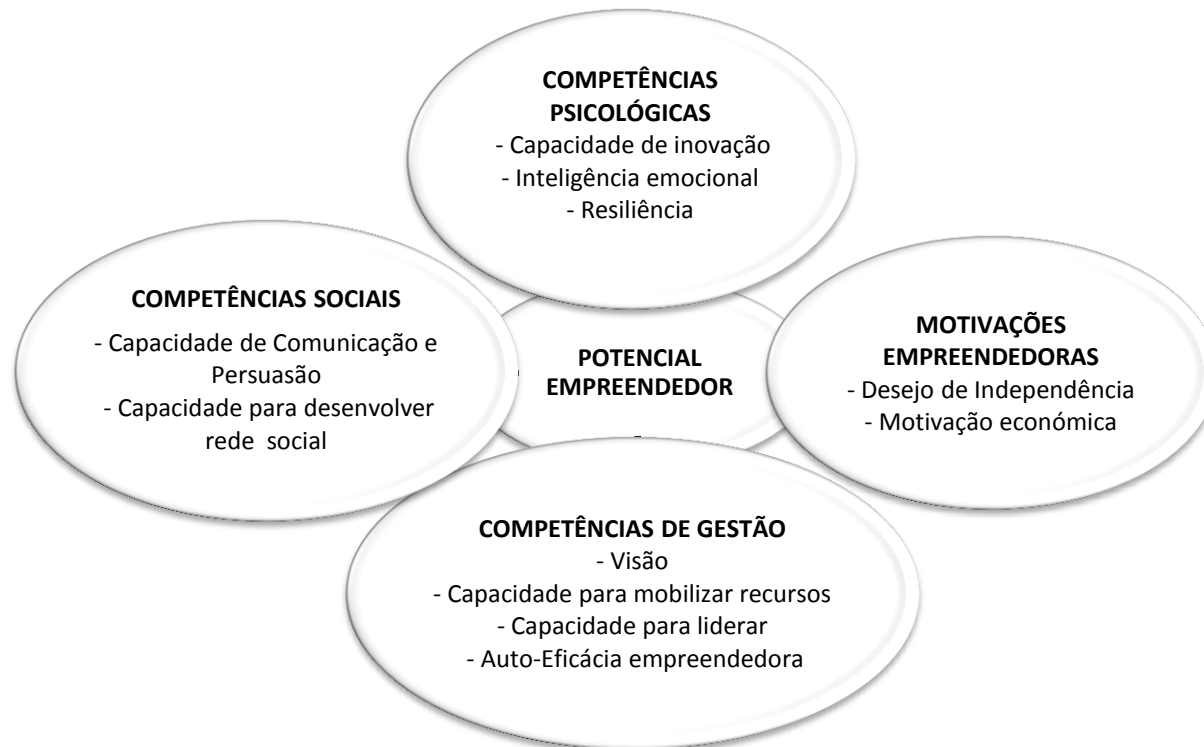 COMPETÊNCIAS
PSICOLÓGICAS
- Capacidade de inovação
- Inteligência emocional
- Resiliência
COMPETÊNCIAS SOCIAIS
- Capacidade de Comunicação e
Persuasão
- Capacidade para desenvolver
rede social
POTENCIAL
EMPREENDEDOR
MOTIVAÇÕES
EMPREENDEDORAS
- Desejo de Independência
- Motivação económica
COMPETÊNCIAS DE GESTÃO
- Visão
- Capacidade para mobilizar recursos
- Capacidade para liderar
- Auto-Eficácia empreendedora